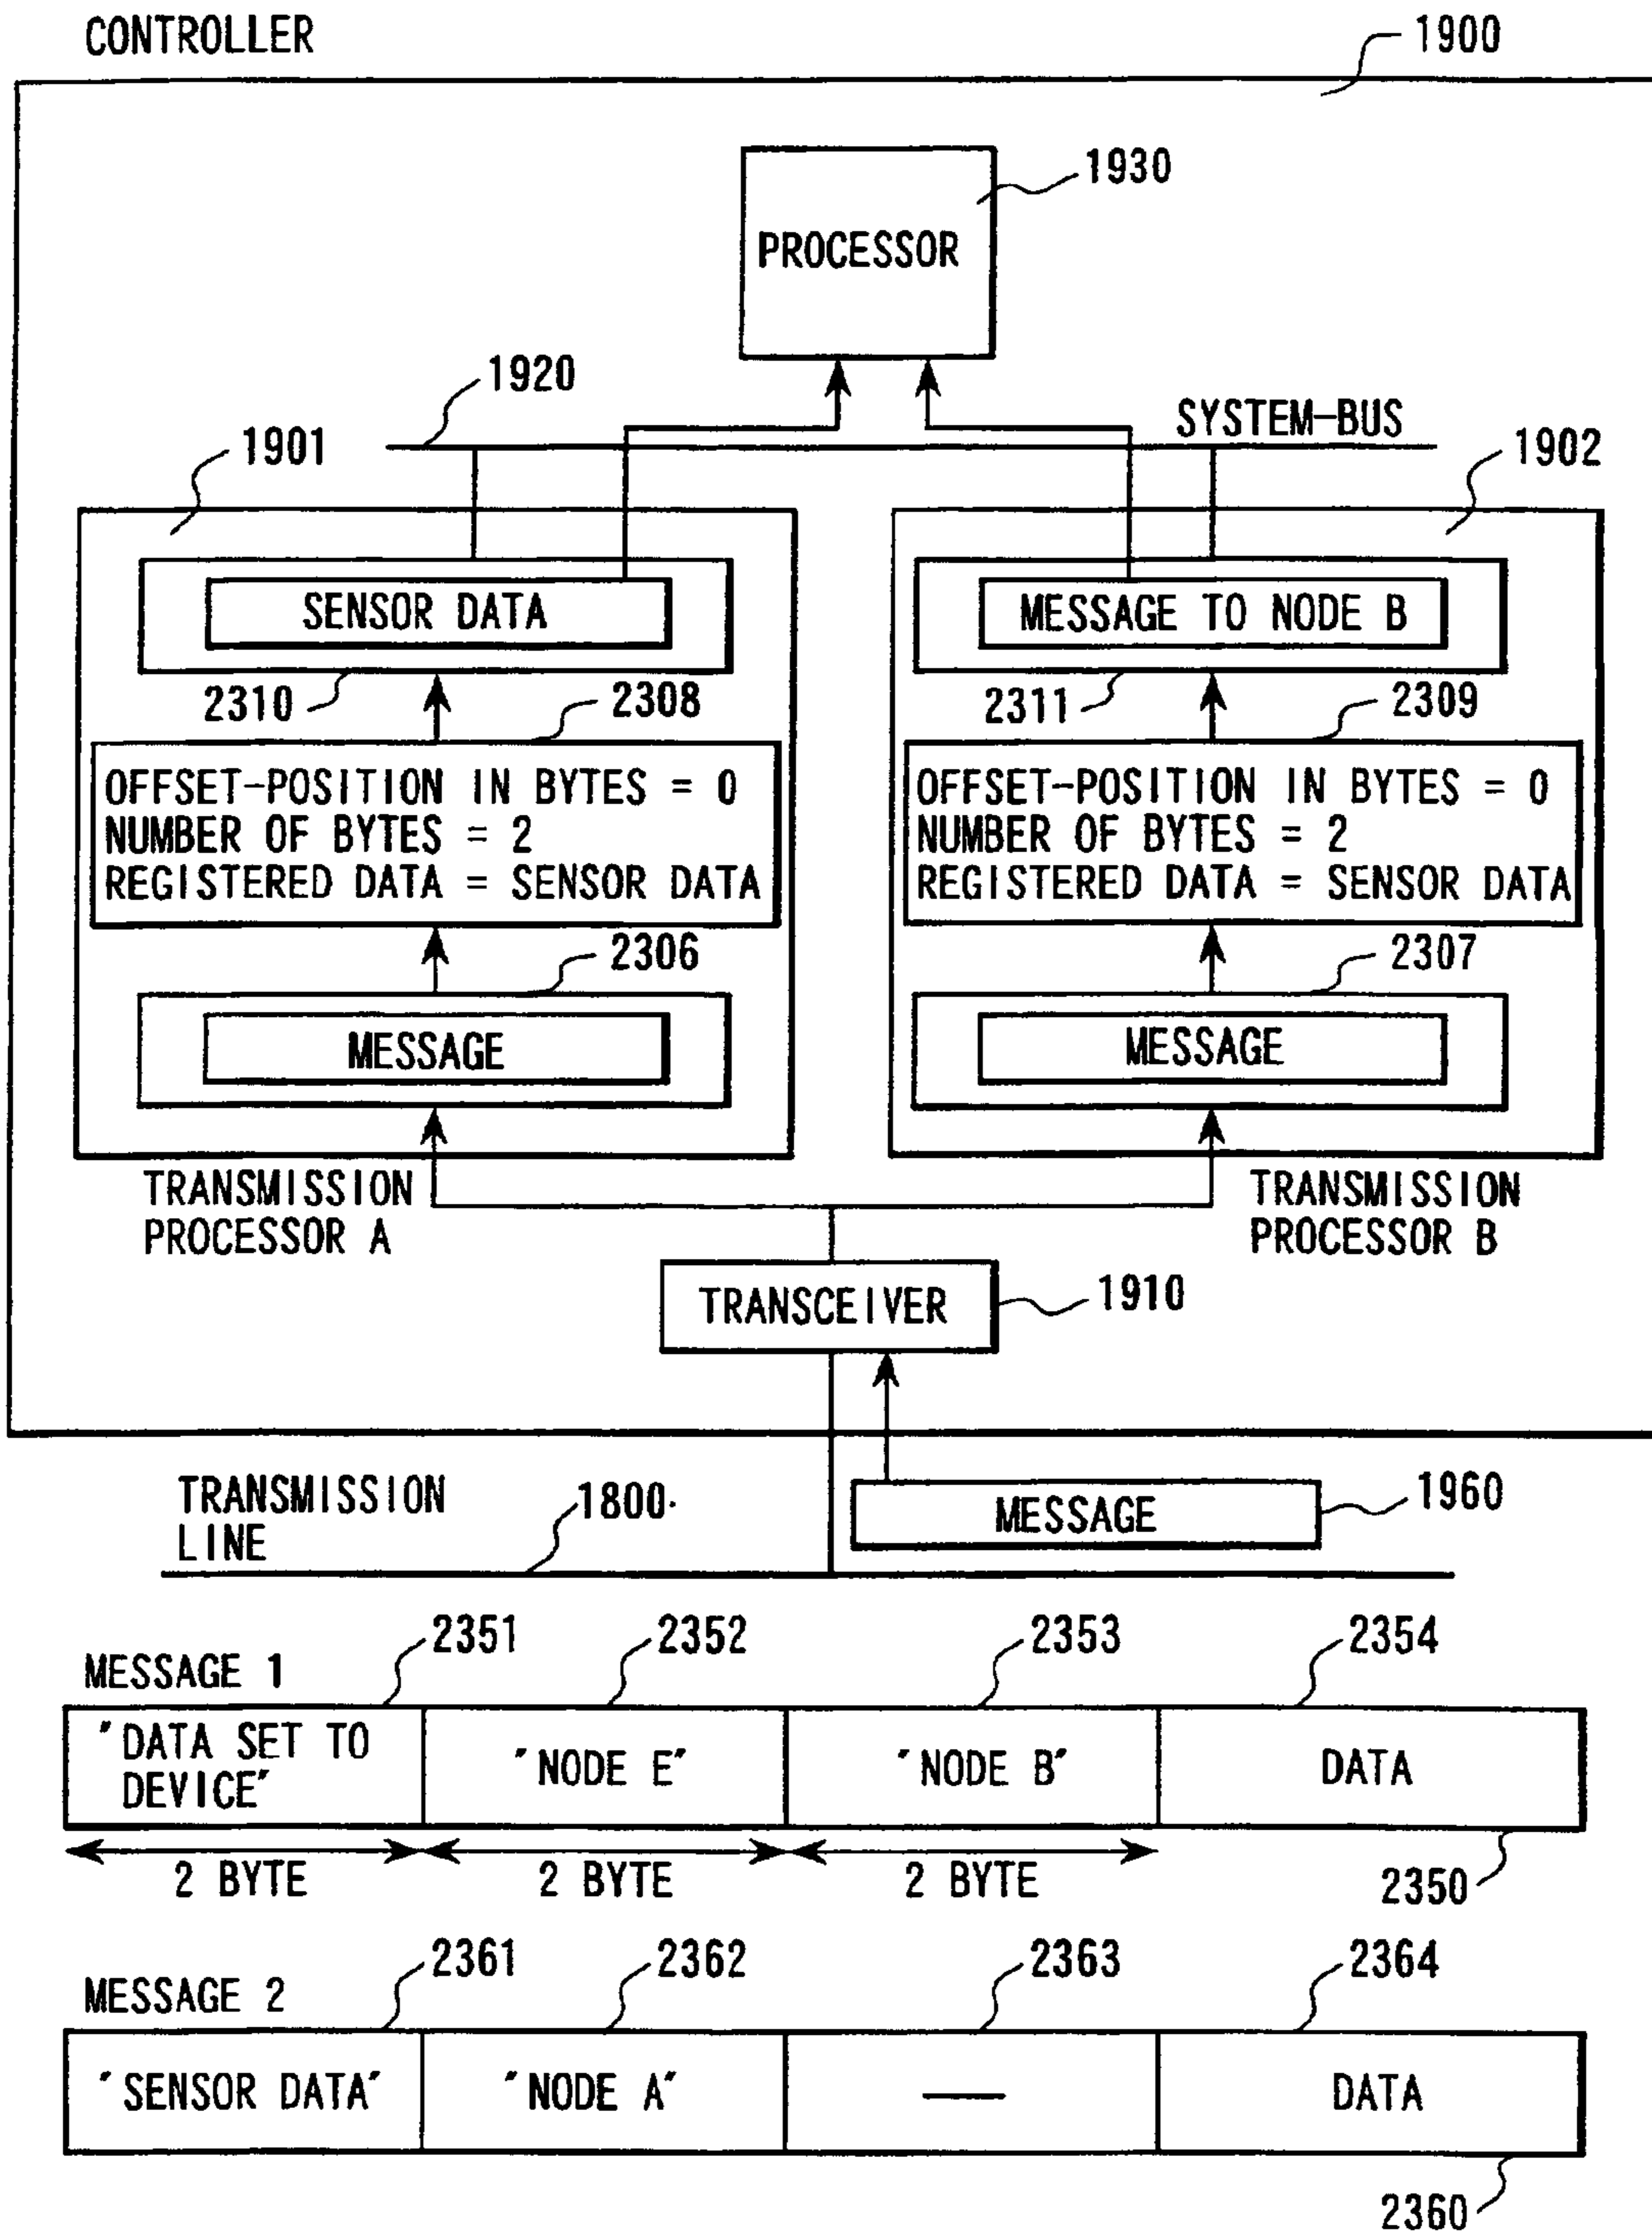 CONTROLLER
1900
1930
PROCESSOR
1920
SYSTEM-BUS
1901
1902
SENSOR DATA
MESSAGE TO NODE B
2310
2308
2311
2309
OFFSET-POSITION IN BYTES = 0
NUMBER OF BYTES = 2
REGISTERED DATA = SENSOR DATA
OFFSET-POSITION IN BYTES = 0
NUMBER OF BYTES = 2
REGISTERED DATA = SENSOR DATA
2306
2307
MESSAGE
MESSAGE
TRANSMISSION
PROCESSOR A
TRANSMISSION
PROCESSOR B
TRANSCEIVER
1910
TRANSMISSION
LINE
1800
MESSAGE
1960
MESSAGE 1
2351
2352
2353
2354
"DATA SET TO
DEVICE"
"NODE E"
"NODE B"
DATA
2 BYTE
2 BYTE
2 BYTE
2350
MESSAGE 2
2361
2362
2363
2364
"SENSOR DATA"
"NODE A"
—
DATA
2360